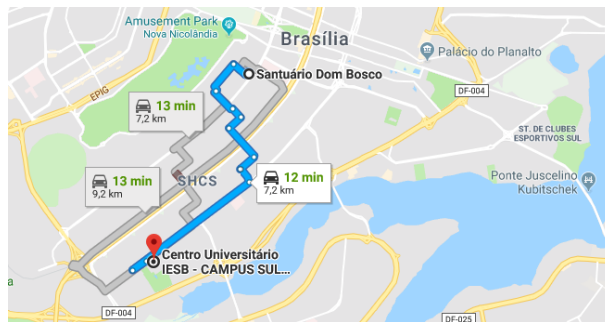 Amusement Park
Nova Nicolândia
Brasília
Palácio do Planalto
Santuário Dom Bosco
EPIG
DF-004
13 min
7,2 km
ST. DE CLUBES
ESPORTIVOS SUL
13 min
9,2 km
SHCS
12 min
7,2 km
Ponte Juscelino
Kubitschek
Centro Universitário
IESB - CAMPUS SUL...
DF-004
DF-025